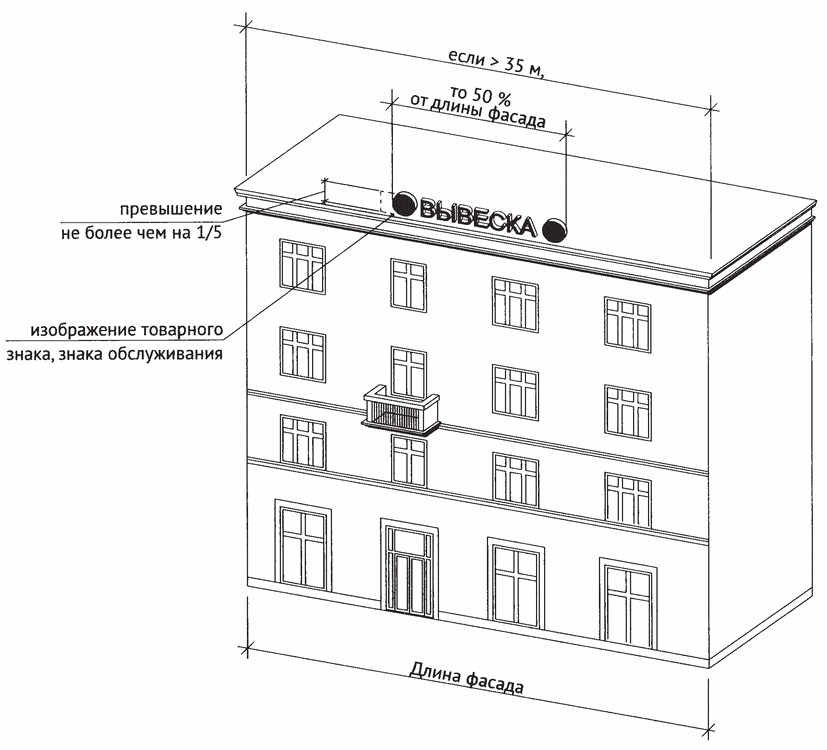 если > 35 м,
то 50 %
от длины фасада
ВЫВЕСКА
превышение
не более чем на 1/5
изображение товарного
знака, знака обслуживания
Длина фасада